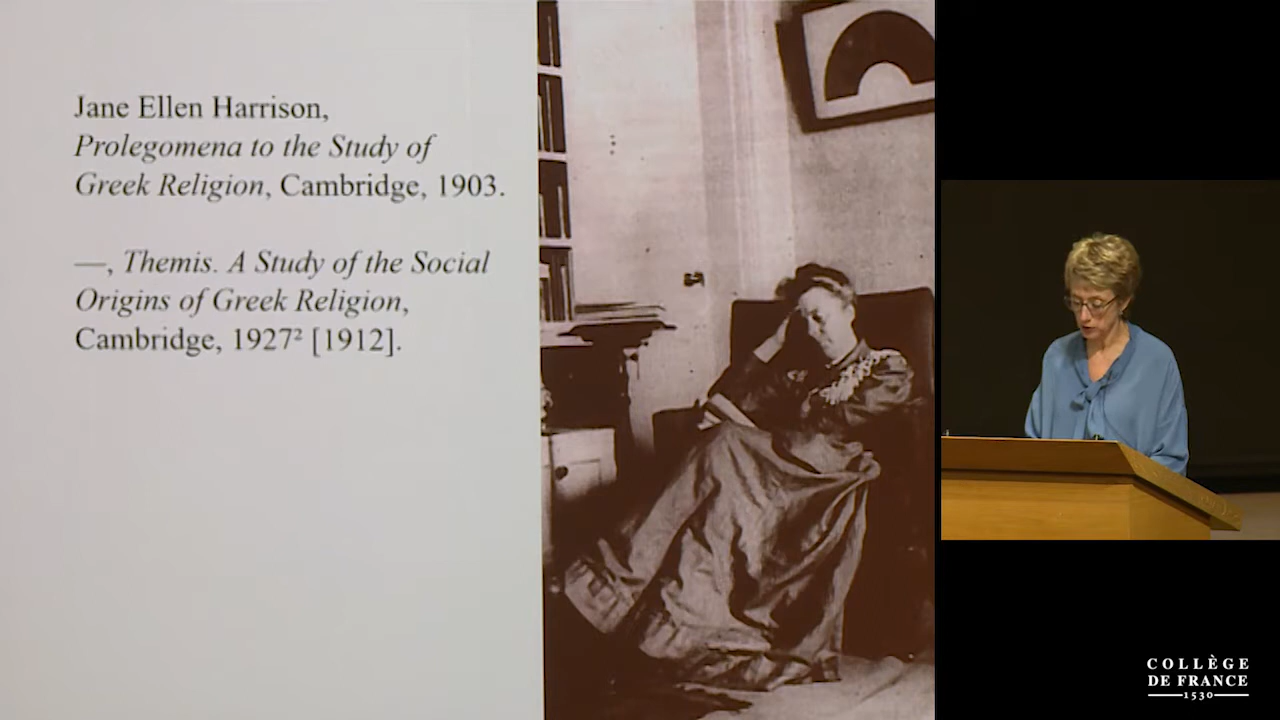 Jane Ellen Harrison,
Prolegomena to the Study of
Greek Religion, Cambridge, 1903.
—, Themis. A Study of the Social
Origins of Greek Religion,
Cambridge, 1927² [1912].
COLLÈGE
DE FRANCE
1530